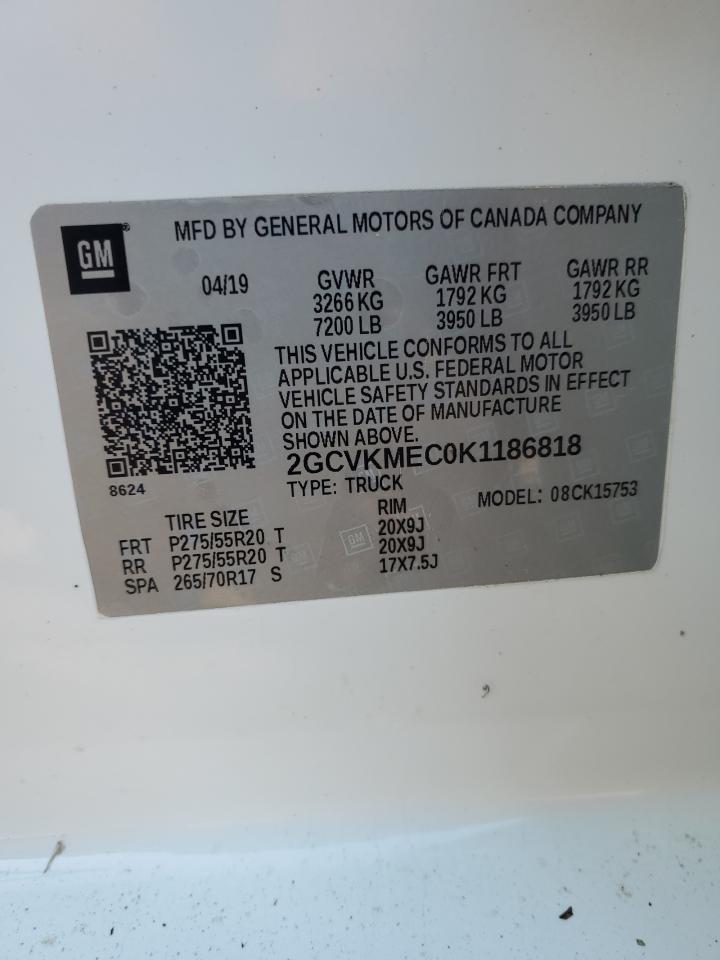 GM
MFD BY GENERAL MOTORS OF CANADA COMPANY
04/19 GVWR GAWR FRT GAWR RR
3266 KG 1792 KG 1792 KG
7200 LB 3950 LB 3950 LB
THIS VEHICLE CONFORMS TO ALL
APPLICABLE U.S. FEDERAL MOTOR
VEHICLE SAFETY STANDARDS IN EFFECT
ON THE DATE OF MANUFACTURE
SHOWN ABOVE.
2GCVKMEC0K1186818
8624
TYPE: TRUCK MODEL: 08CK15753
TIRE SIZE RIM
FRT P275/55R20 T 20X9J
RR P275/55R20 T 20X9J
SPA 265/70R17 S 17X7.5J